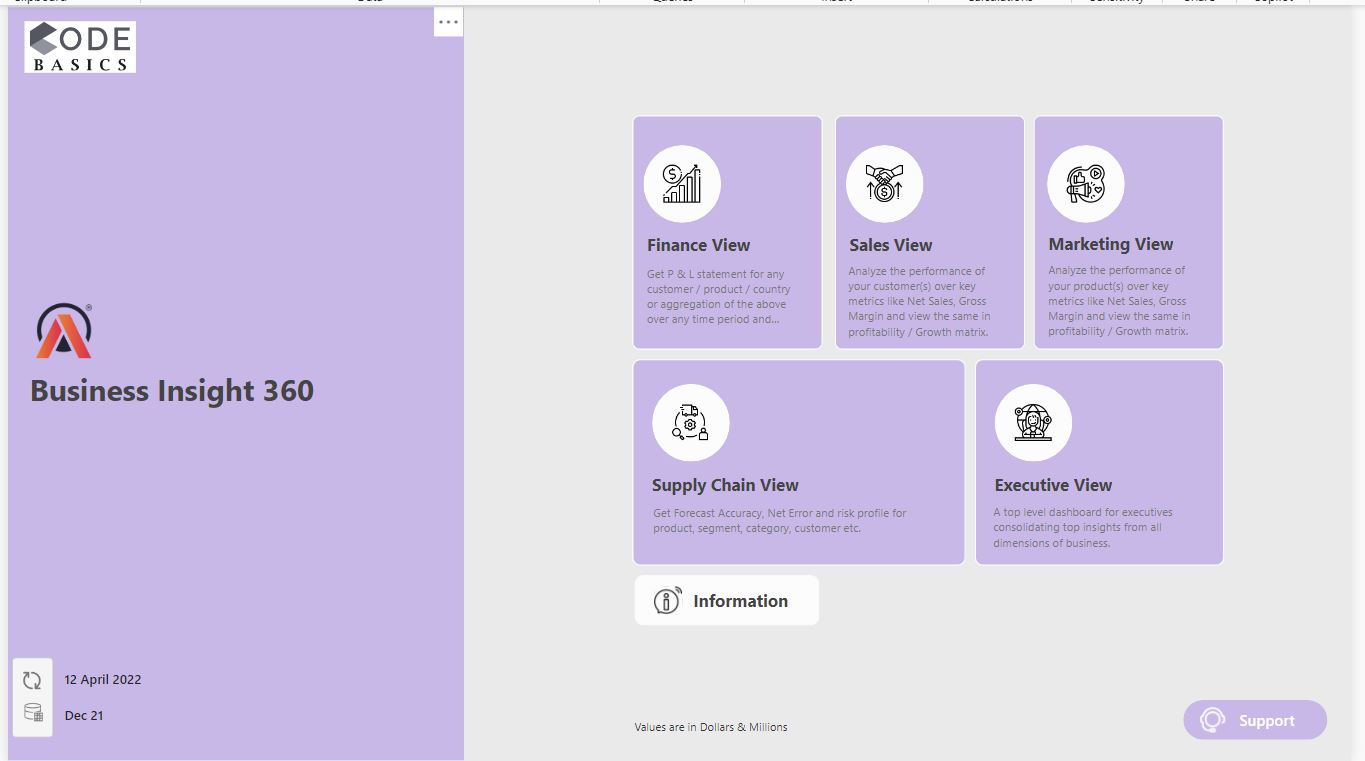 CODE
BASICS
Business Insight 360
12 April 2022
Dec 21
Finance View
Get P & L statement for any
customer / product / country
or aggregation of the above
over any time period and...
Sales View
Analyze the performance of
your customer(s) over key
metrics like Net Sales, Gross
Margin and view the same in
profitability / Growth matrix.
Marketing View
Analyze the performance of
your product(s) over key
metrics like Net Sales, Gross
Margin and view the same in
profitability / Growth matrix.
Supply Chain View
Get Forecast Accuracy, Net Error and risk profile for
product, segment, category, customer etc.
Executive View
A top level dashboard for executives
consolidating top insights from all
dimensions of business.
Information
Values are in Dollars & Millions
Support